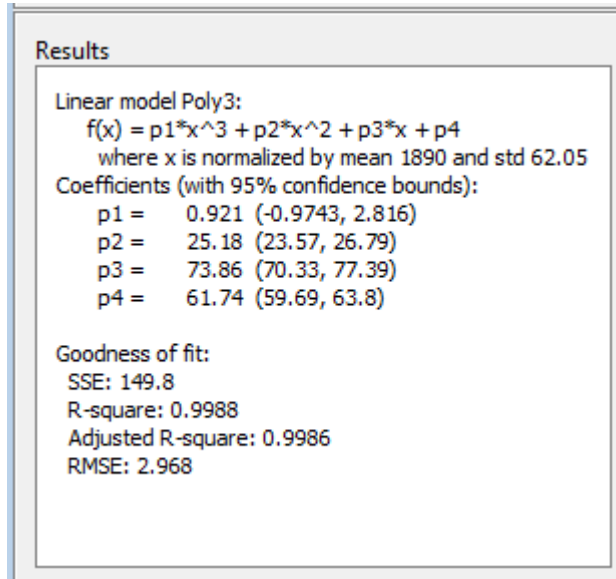 Results
Linear model Poly3:
f(x) = p1*x^3 + p2*x^2 + p3*x + p4
where x is normalized by mean 1890 and std 62.05
Coefficients (with 95% confidence bounds):
p1 = 0.921 (-0.9743, 2.816)
p2 = 25.18 (23.57, 26.79)
p3 = 73.86 (70.33, 77.39)
p4 = 61.74 (59.69, 63.8)
Goodness of fit:
SSE: 149.8
R-square: 0.9988
Adjusted R-square: 0.9986
RMSE: 2.968